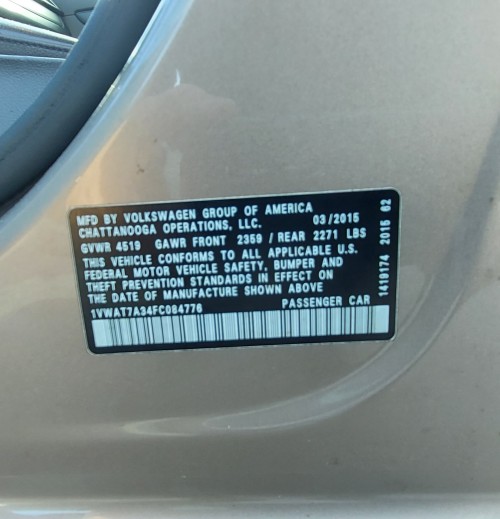 MFD BY VOLKSWAGEN GROUP OF AMERICA
CHATTANOOGA OPERATIONS, LLC. 03/2015
GVWR 4519 GAWR FRONT 2359 / REAR 2271 LBS
THIS VEHICLE CONFORMS TO ALL APPLICABLE U.S.
FEDERAL MOTOR VEHICLE SAFETY, BUMPER AND
THEFT PREVENTION STANDARDS IN EFFECT ON
THE DATE OF MANUFACTURE SHOWN ABOVE
1VWAT7A34FC084776 PASSENGER CAR
1419174 2015 62